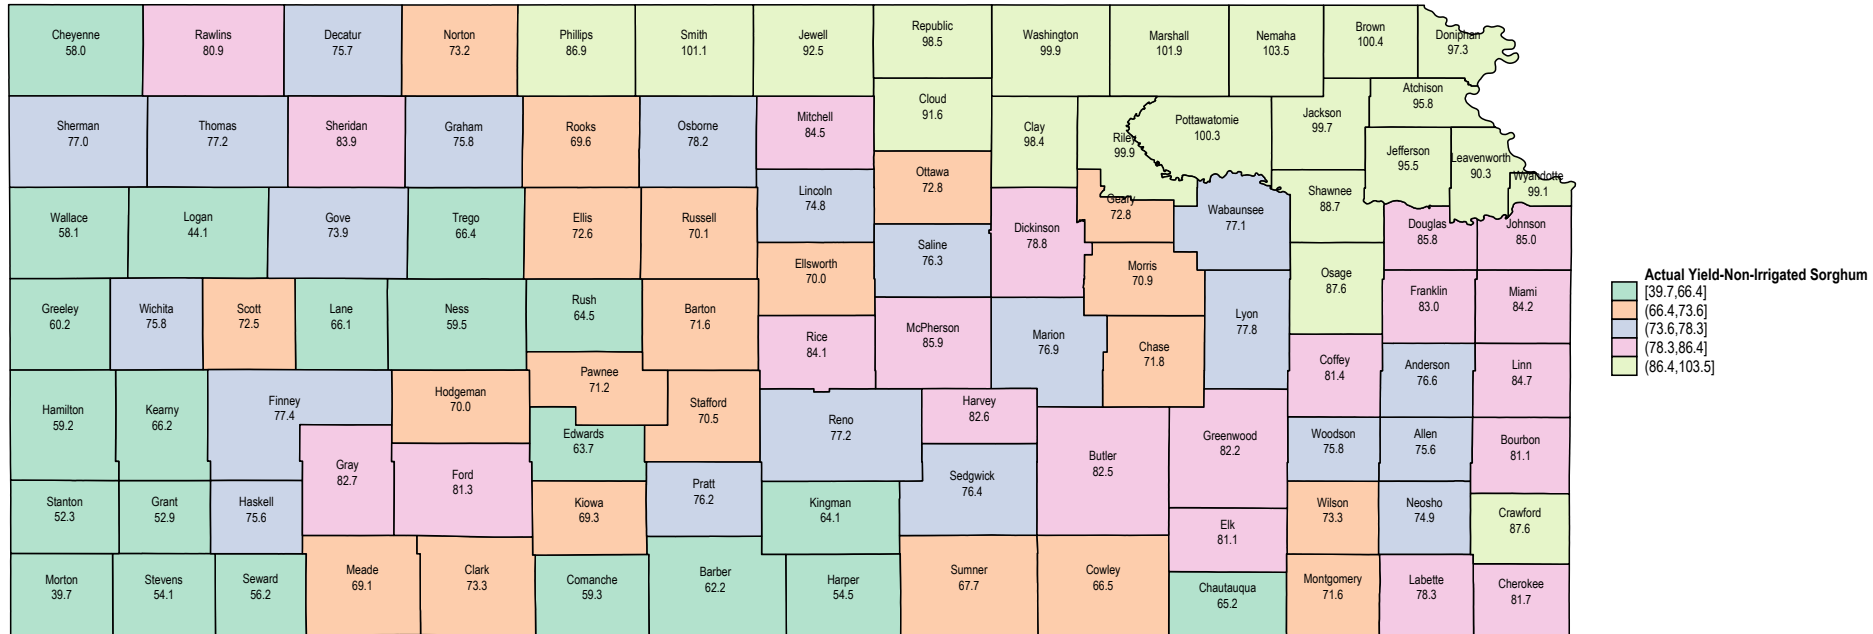 Cheyenne
58.0
Rawlins
80.9
Decatur
75.7
Norton
73.2
Phillips
86.9
Smith
101.1
Jewell
92.5
Republic
98.5
Washington
99.9
Marshall
101.9
Nemaha
103.5
Brown
100.4
Doniphan
97.3
Sherman
77.0
Thomas
77.2
Sheridan
83.9
Graham
75.8
Rooks
69.6
Osborne
78.2
Mitchell
84.5
Cloud
91.6
Clay
98.4
Riley
99.9
Pottawatomie
100.3
Jackson
99.7
Atchison
95.8
Jefferson
95.5
Leavenworth
90.3
Wyandotte
99.1
Wallace
58.1
Logan
44.1
Gove
73.9
Trego
66.4
Ellis
72.6
Russell
70.1
Lincoln
74.8
Ottawa
72.8
Saline
76.3
Dickinson
78.8
Geary
72.8
Wabaunsee
77.1
Shawnee
88.7
Douglas
85.8
Johnson
85.0
Ellsworth
70.0
Morris
70.9
Osage
87.6
Franklin
83.0
Miami
84.2
Greeley
60.2
Wichita
75.8
Scott
72.5
Lane
66.1
Ness
59.5
Rush
64.5
Barton
71.6
Rice
84.1
McPherson
85.9
Marion
76.9
Chase
71.8
Lyon
77.8
Coffey
81.4
Anderson
76.6
Linn
84.7
Hamilton
59.2
Kearny
66.2
Finney
77.4
Hodgeman
70.0
Pawnee
71.2
Stafford
70.5
Edwards
63.7
Reno
77.2
Harvey
82.6
Butler
82.5
Greenwood
82.2
Woodson
75.8
Allen
75.6
Bourbon
81.1
Gray
82.7
Ford
81.3
Pratt
76.2
Sedgwick
76.4
Stanton
52.3
Grant
52.9
Haskell
75.6
Kiowa
69.3
Kingman
64.1
Elk
81.1
Wilson
73.3
Neosho
74.9
Crawford
87.6
Morton
39.7
Stevens
54.1
Seward
56.2
Meade
69.1
Clark
73.3
Comanche
59.3
Barber
62.2
Harper
54.5
Sumner
67.7
Cowley
66.5
Chautauqua
65.2
Montgomery
71.6
Labette
78.3
Cherokee
81.7
Actual Yield-Non-Irrigated Sorghum
[39.7,66.4]
(66.4,73.6]
(73.6,78.3]
(78.3,86.4]
(86.4,103.5]